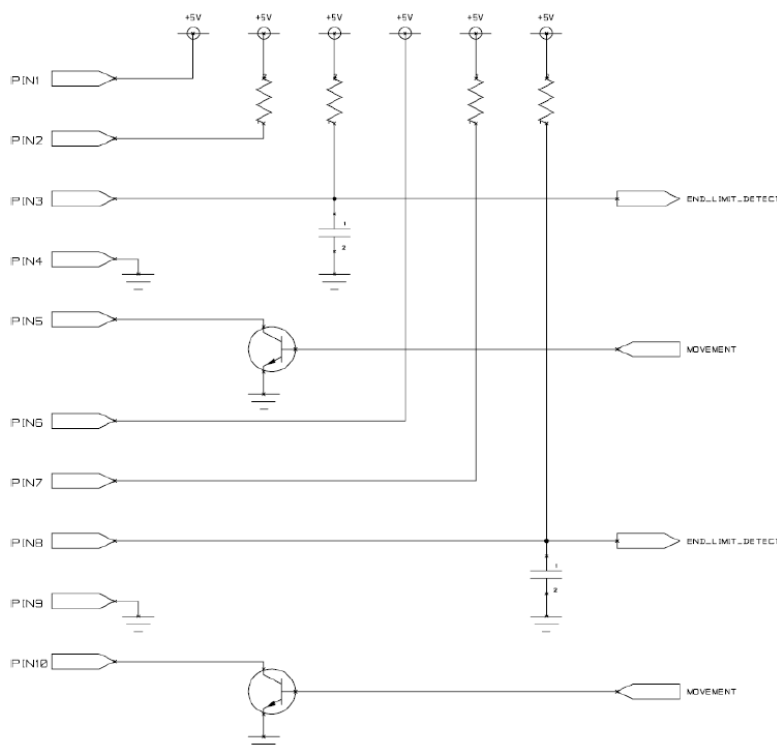 +5V +5V +5V +5V +5V +5V
PIN1
PIN2
PIN3 END_LIMIT_DETECT
1
2
PIN4
PIN5
MOVEMENT
PIN6
PIN7
PIN8 END_LIMIT_DETECT
1
2
PIN9
PIN10
MOVEMENT